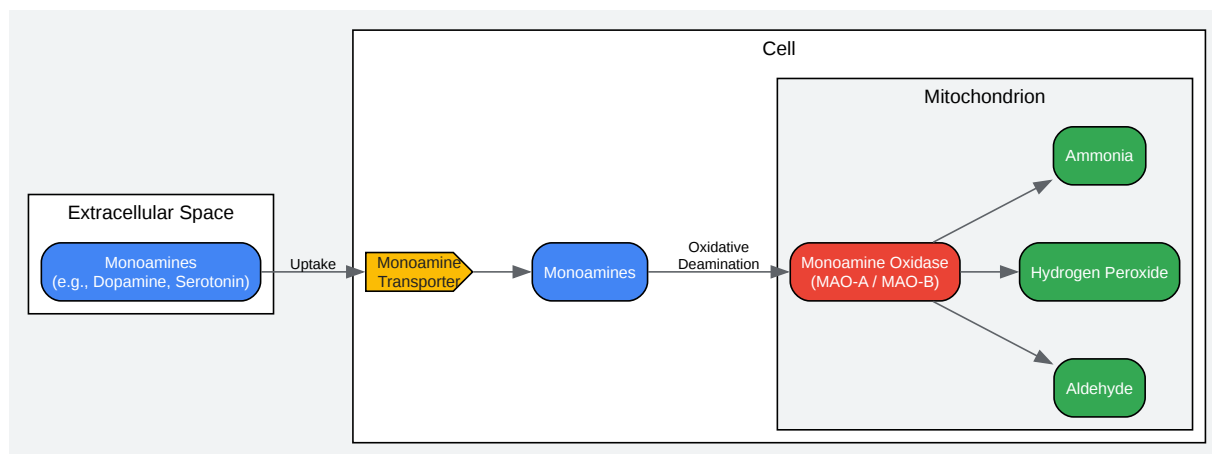 Cell
Mitochondrion
Ammonia
Extracellular Space
Monoamines
(e.g., Dopamine, Serotonin)
Uptake
Monoamine
Transporter
Monoamines
Oxidative
Deamination
Monoamine Oxidase
(MAO-A / MAO-B)
Hydrogen Peroxide
Aldehyde